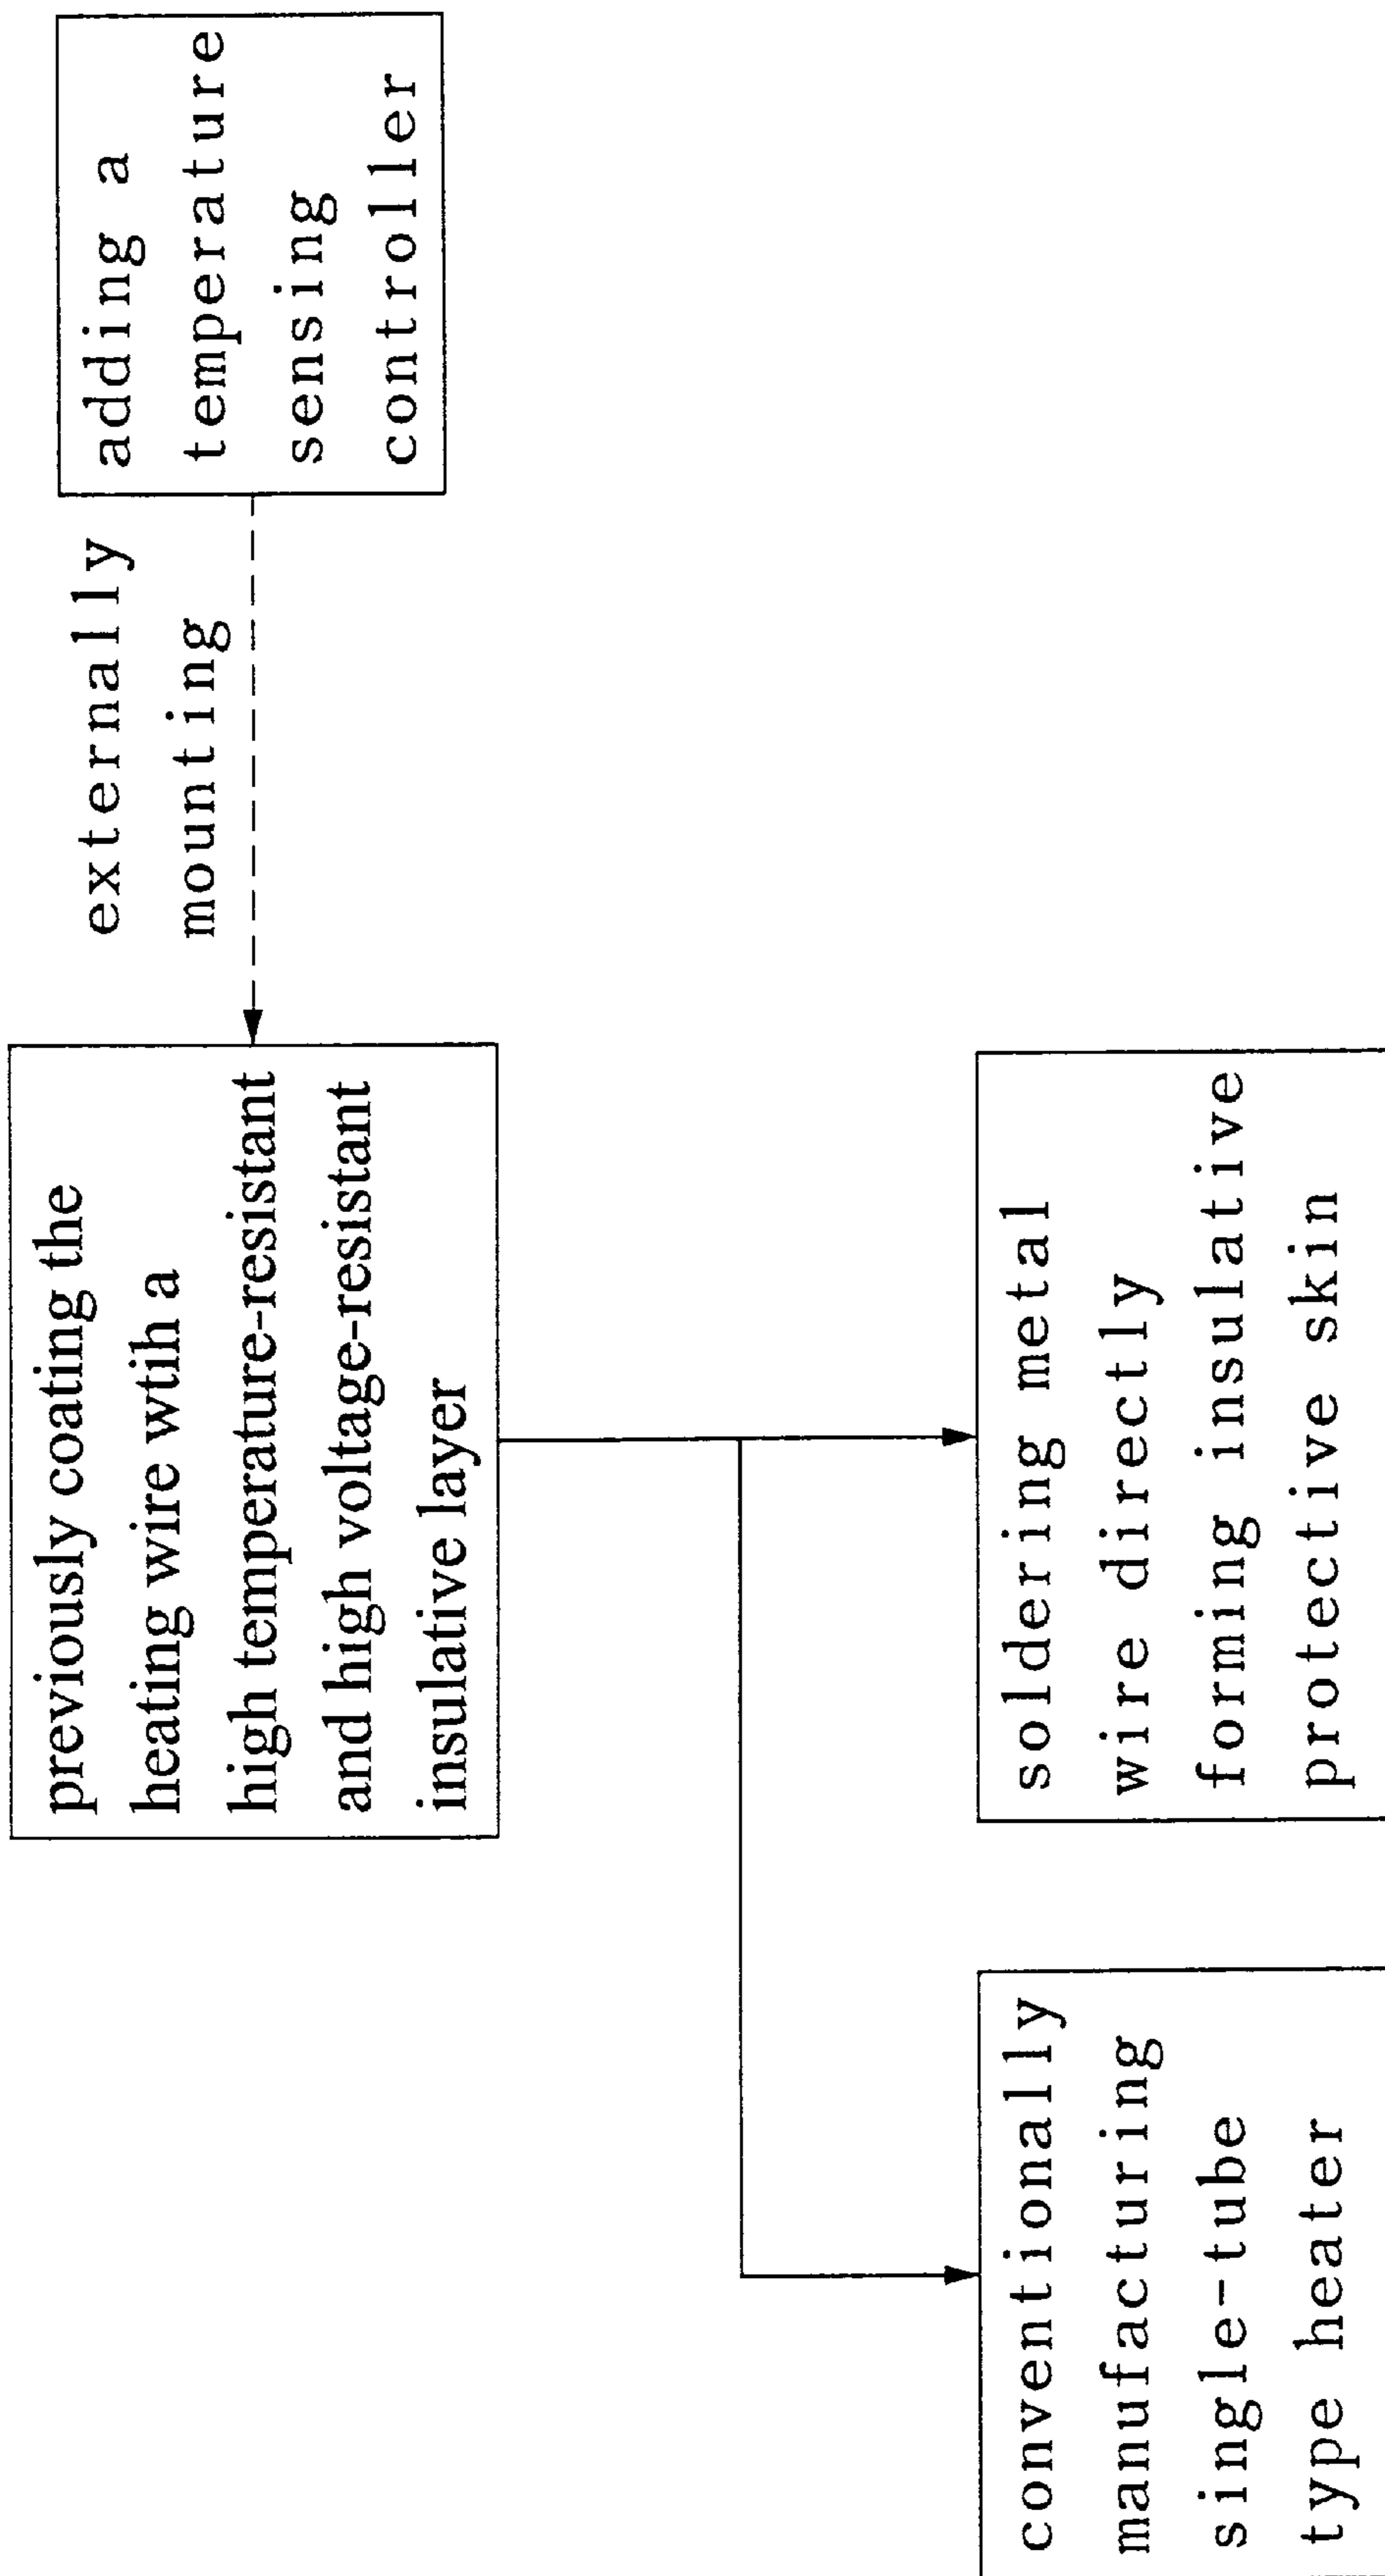 previously coating the
heating wire wtih a
high temperature-resistant
and high voltage-resistant
insulative layer
externally
mounting
adding a
temperature
sensing
controller
conventionally
manufacturing
single-tube
type heater
soldering metal
wire directly
forming insulative
protective skin